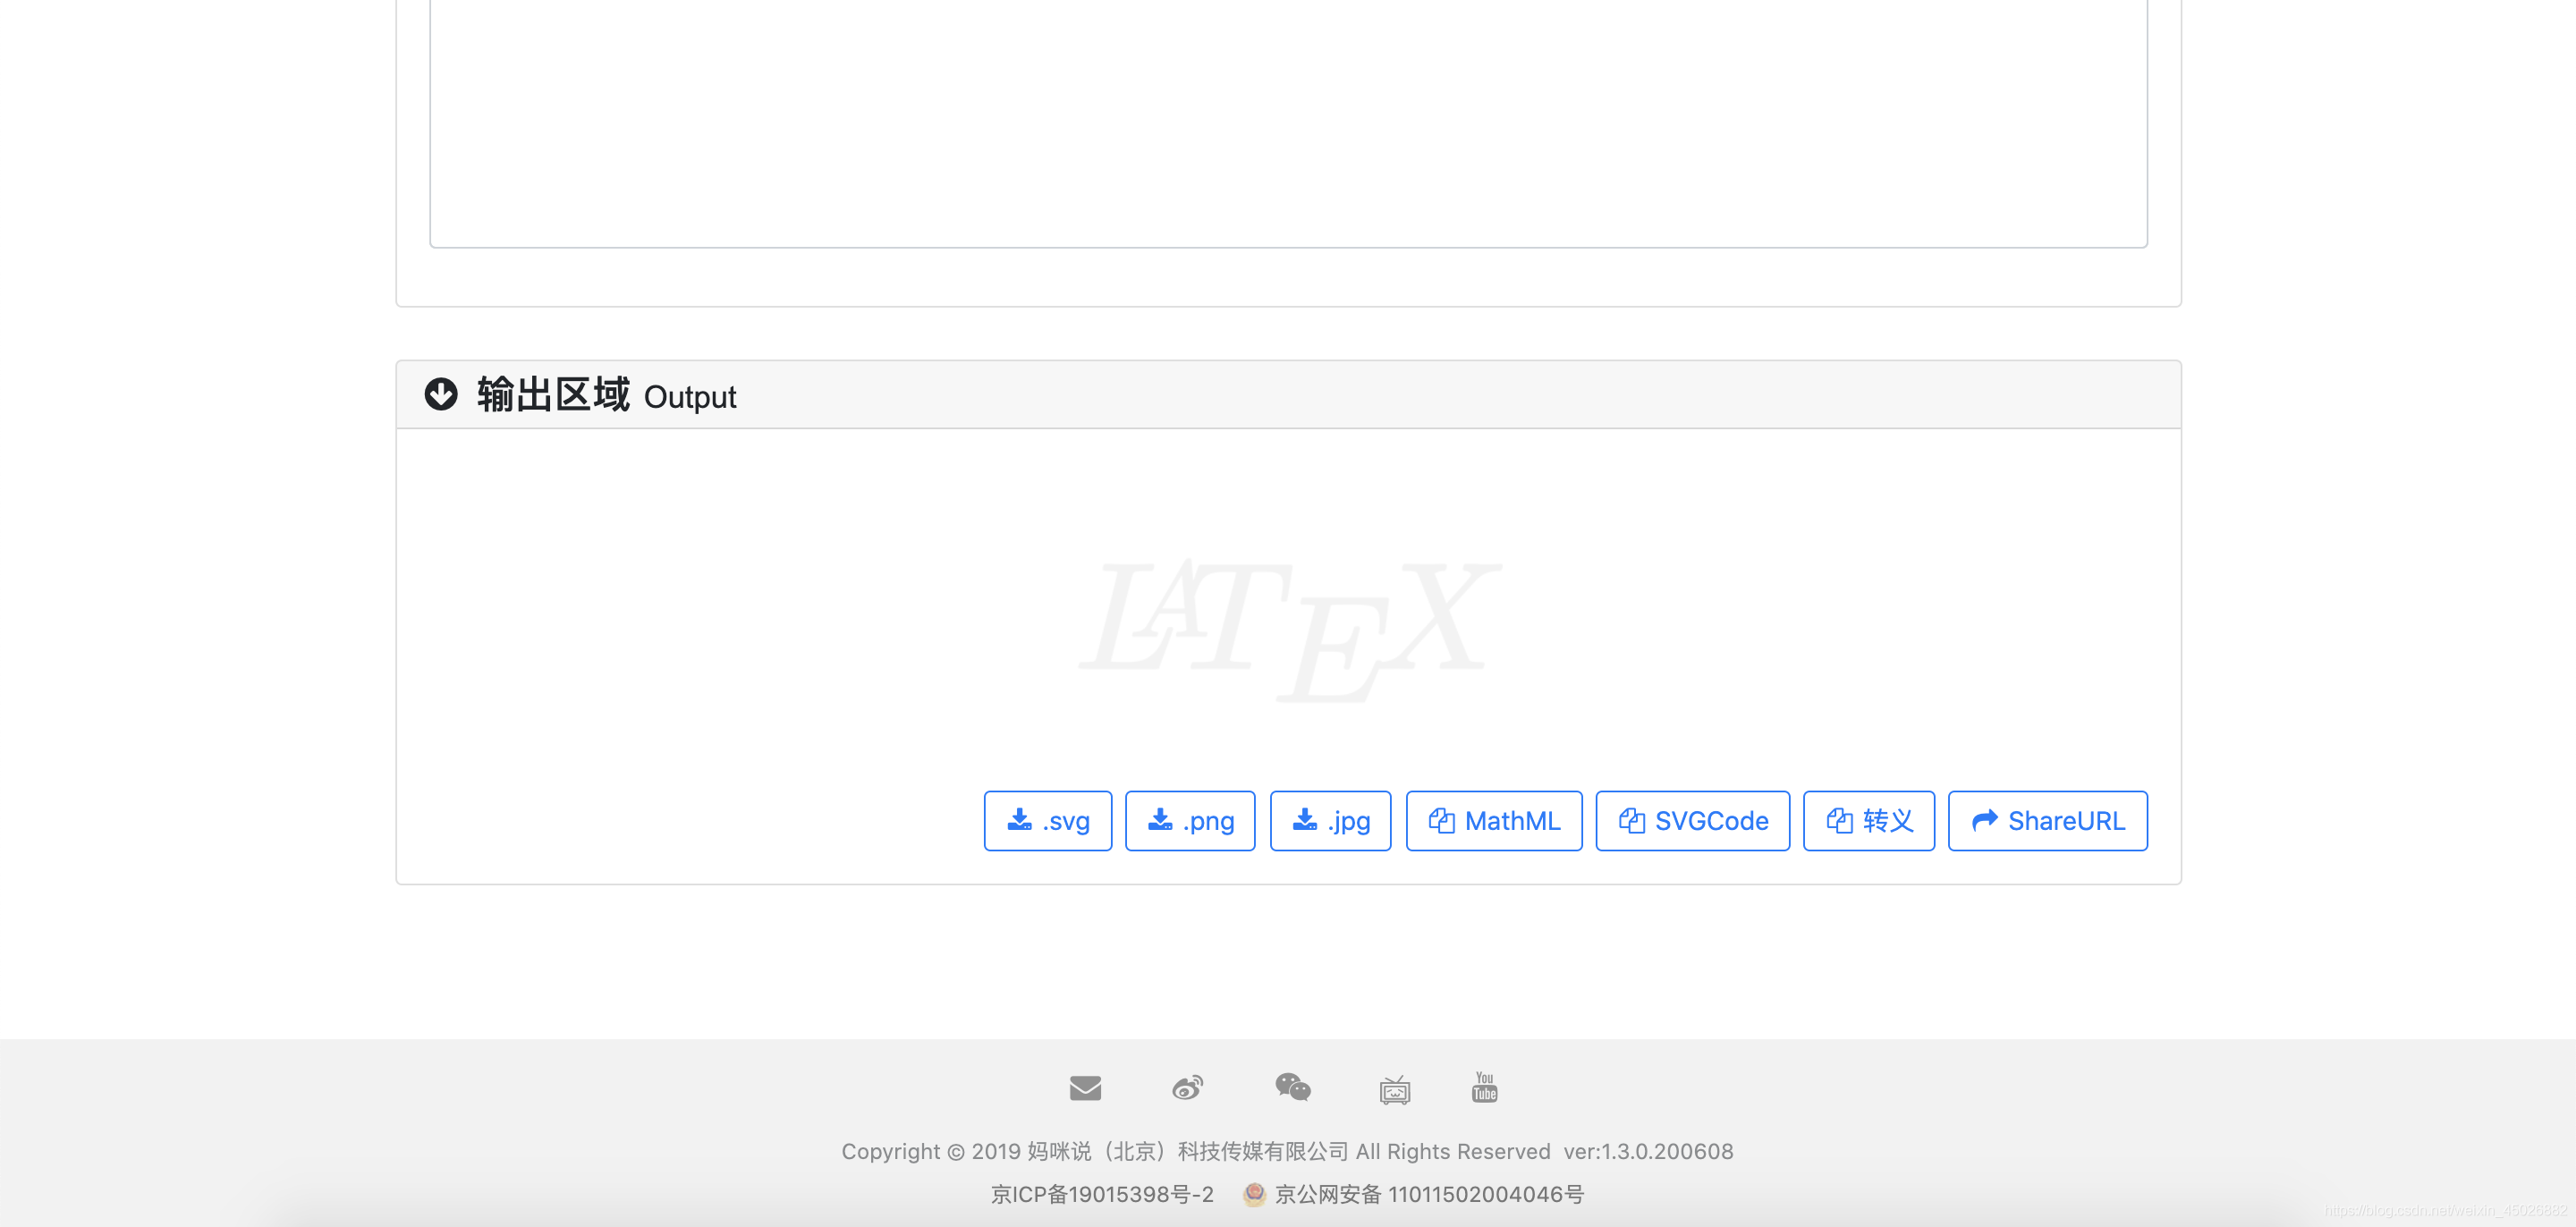 输出区域 Output
LATEX
.svg .png .jpg MathML SVGCode 转义 ShareURL
You Tube
Copyright © 2019 妈咪说（北京）科技传媒有限公司 All Rights Reserved ver:1.3.0.200608
京ICP备19015398号-2 京公网安备 11011502004046号
https://blog.csdn.net/weixin_45026882